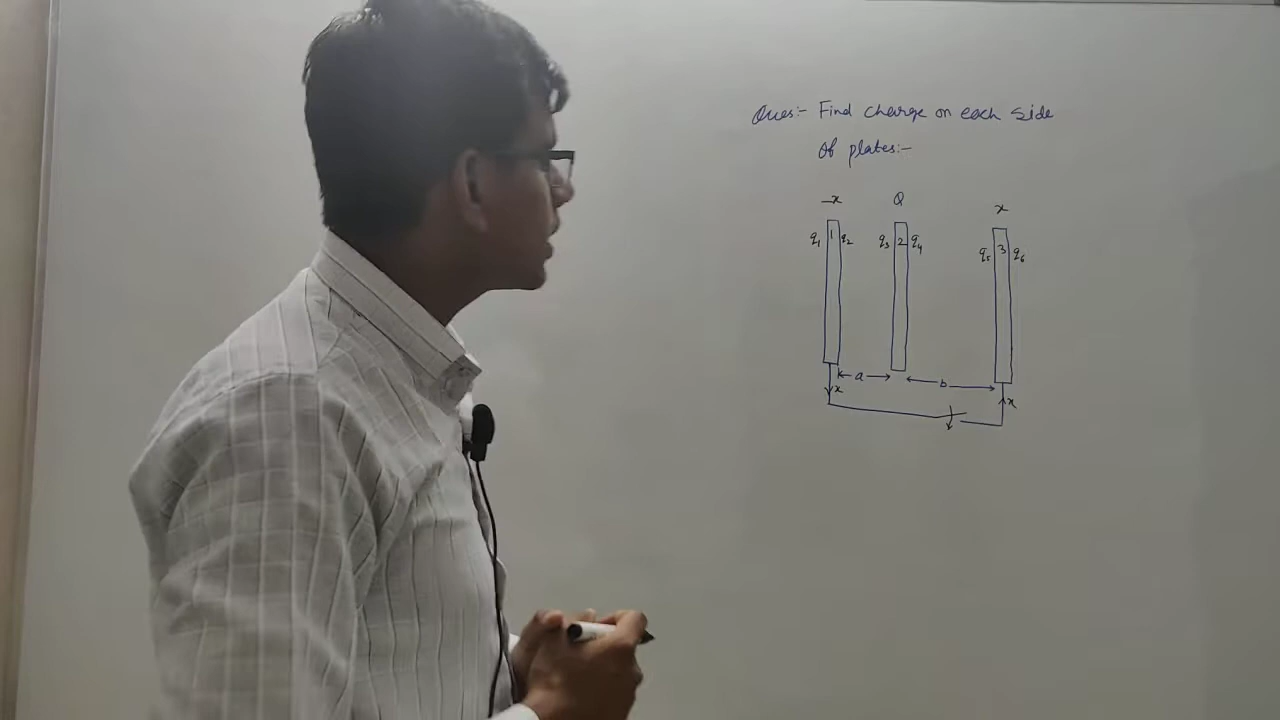 Ques:- Find charge on each side
of plates:-
-x Q x
q1 1 q2 q3 2 q4 q5 3 q6
a b
x x